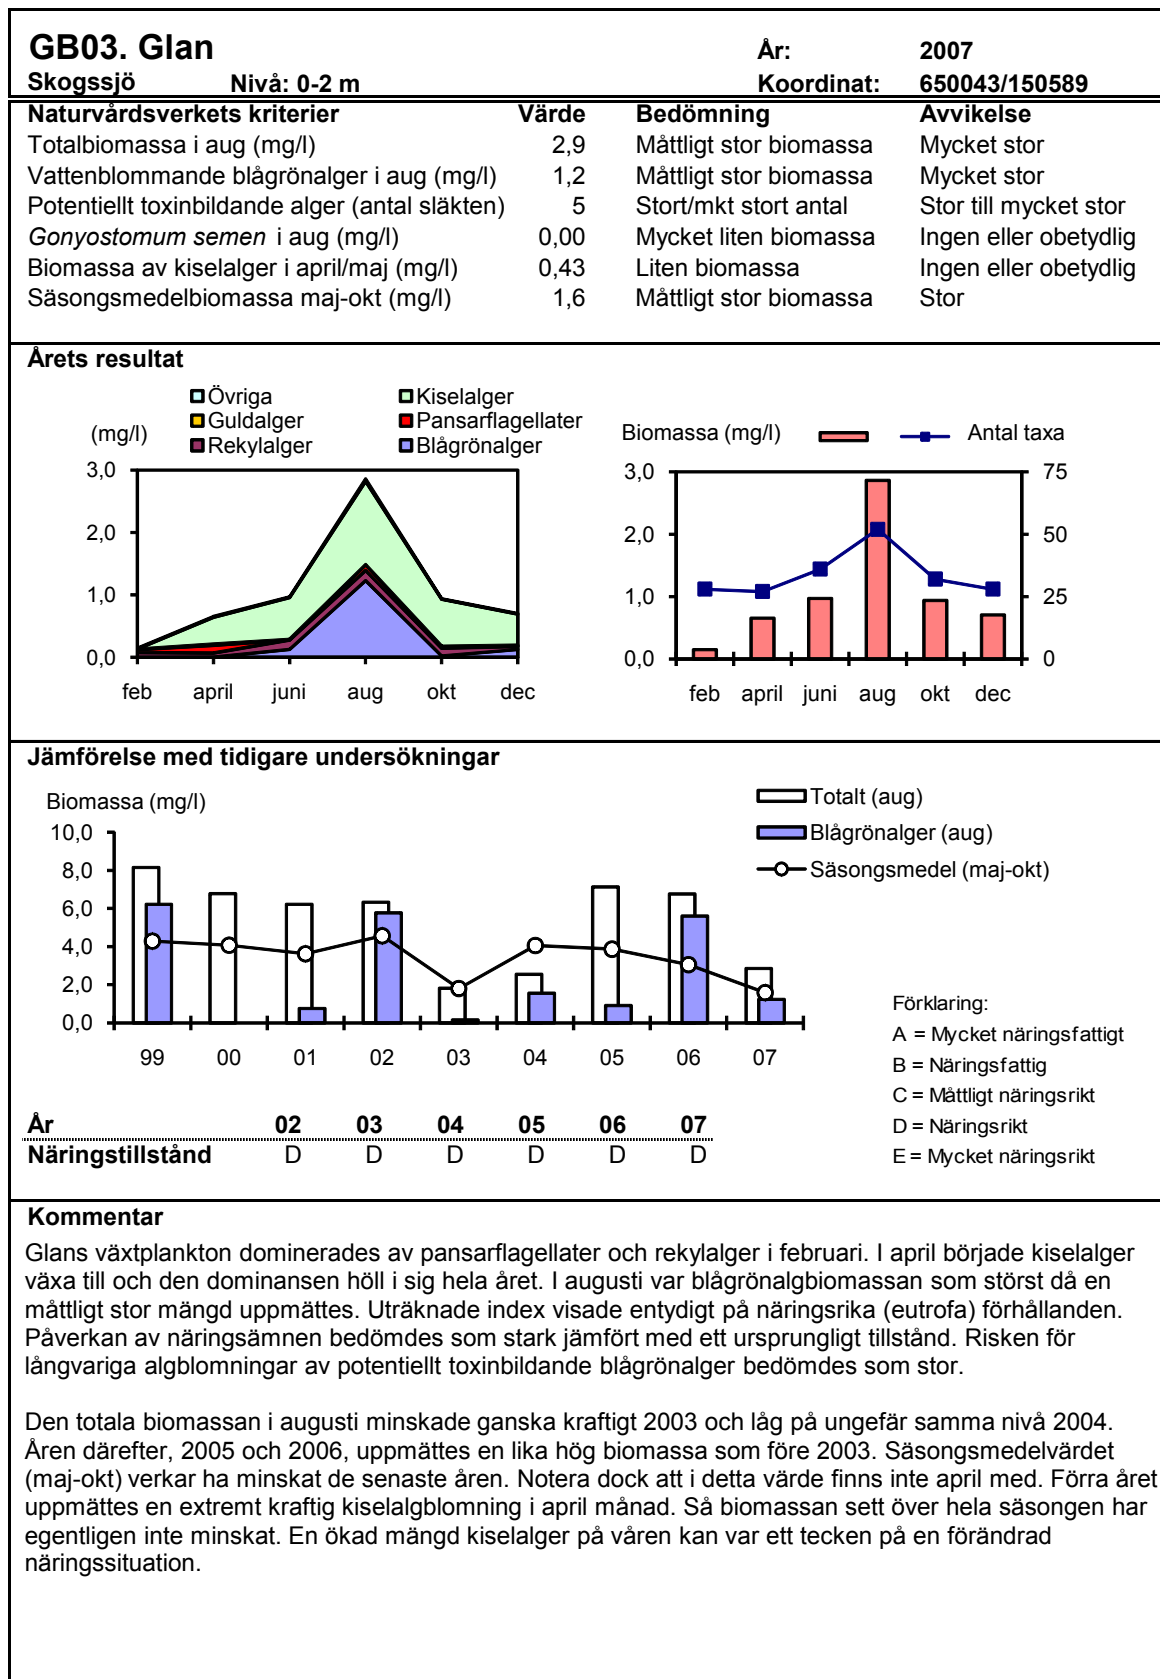 GB03. Glan År: 2007
Skogssjö Nivå: 0-2 m Koordinat: 650043/150589
Naturvårdsverkets kriterier Värde Bedömning Avvikelse
Totalbiomassa i aug (mg/l) 2,9 Måttligt stor biomassa Mycket stor
Vattenblommande blågrönalger i aug (mg/l) 1,2 Måttligt stor biomassa Mycket stor
Potentiellt toxinbildande alger (antal släkten) 5 Stort/mkt stort antal Stor till mycket stor
Gonyostomum semen i aug (mg/l) 0,00 Mycket liten biomassa Ingen eller obetydlig
Biomassa av kiselalger i april/maj (mg/l) 0,43 Liten biomassa Ingen eller obetydlig
Säsongsmedelbiomassa maj-okt (mg/l) 1,6 Måttligt stor biomassa Stor
Årets resultat
Övriga Kiselalger
Guldalger Pansarflagellater
Rekylalger Blågrönalger
(mg/l)
3,0
2,0
1,0
0,0
feb april juni aug okt dec
Biomassa (mg/l) Antal taxa
3,0 75
2,0 50
1,0 25
0,0 0
feb april juni aug okt dec
Jämförelse med tidigare undersökningar
Biomassa (mg/l)
Totalt (aug)
Blågrönalger (aug)
Säsongsmedel (maj-okt)
10,0
8,0
6,0
4,0
2,0
0,0
99 00 01 02 03 04 05 06 07
Förklaring:
A = Mycket näringsfattigt
B = Näringsfattig
C = Måttligt näringsrikt
D = Näringsrikt
E = Mycket näringsrikt
År 02 03 04 05 06 07
Näringstillstånd D D D D D D
Kommentar
Glans växtplankton dominerades av pansarflagellater och rekylalger i februari. I april började kiselalger
växa till och den dominansen höll i sig hela året. I augusti var blågrönalgbiomassan som störst då en
måttligt stor mängd uppmättes. Uträknade index visade entydigt på näringsrika (eutrofa) förhållanden.
Påverkan av näringsämnen bedömdes som stark jämfört med ett ursprungligt tillstånd. Risken för
långvariga algblomningar av potentiellt toxinbildande blågrönalger bedömdes som stor.
Den totala biomassan i augusti minskade ganska kraftigt 2003 och låg på ungefär samma nivå 2004.
Åren därefter, 2005 och 2006, uppmättes en lika hög biomassa som före 2003. Säsongsmedelvärdet
(maj-okt) verkar ha minskat de senaste åren. Notera dock att i detta värde finns inte april med. Förra året
uppmättes en extremt kraftig kiselalgblomning i april månad. Så biomassan sett över hela säsongen har
egentligen inte minskat. En ökad mängd kiselalger på våren kan var ett tecken på en förändrad
näringssituation.